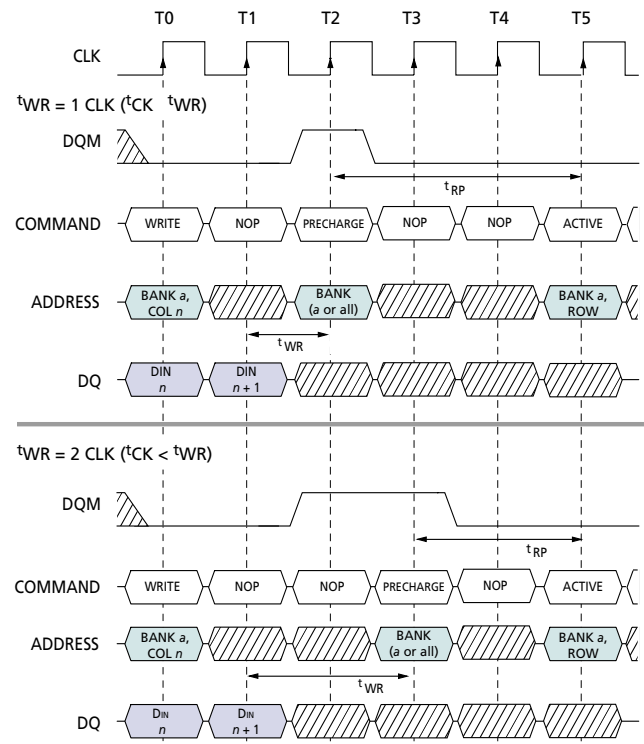 T0 T1 T2 T3 T4 T5
CLK
tWR = 1 CLK (tCK tWR)
DQM
tRP
COMMAND WRITE NOP PRECHARGE NOP NOP ACTIVE
ADDRESS BANK a, COL n BANK (a or all) BANK a, ROW
tWR
DQ DIN n DIN n + 1
tWR = 2 CLK (tCK < tWR)
DQM
tRP
COMMAND WRITE NOP NOP PRECHARGE NOP ACTIVE
ADDRESS BANK a, COL n BANK (a or all) BANK a, ROW
tWR
DQ DIN n DIN n + 1